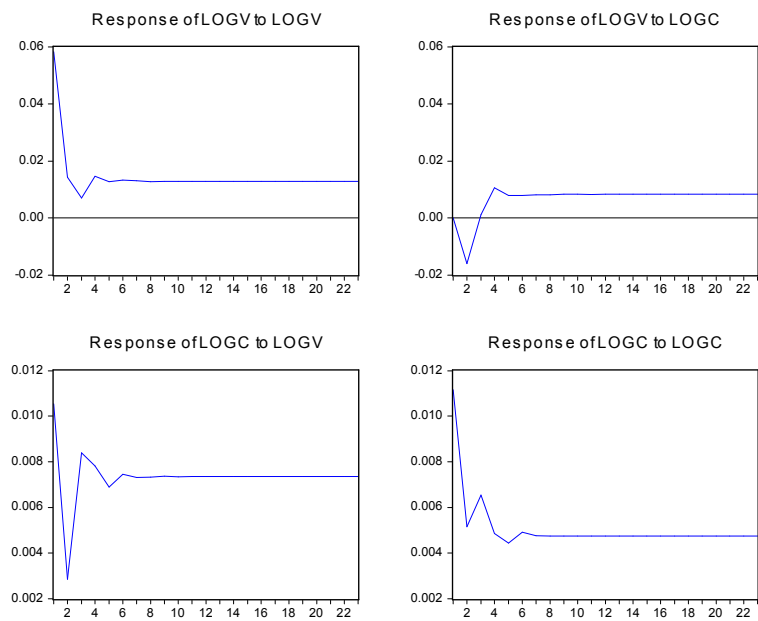 Response of LOGV to LOGV
0.06
0.04
0.02
0.00
-0.02
2 4 6 8 10 12 14 16 18 20 22
Response of LOGV to LOGC
0.06
0.04
0.02
0.00
-0.02
2 4 6 8 10 12 14 16 18 20 22
Response of LOGC to LOGV
0.012
0.010
0.008
0.006
0.004
0.002
2 4 6 8 10 12 14 16 18 20 22
Response of LOGC to LOGC
0.012
0.010
0.008
0.006
0.004
0.002
2 4 6 8 10 12 14 16 18 20 22